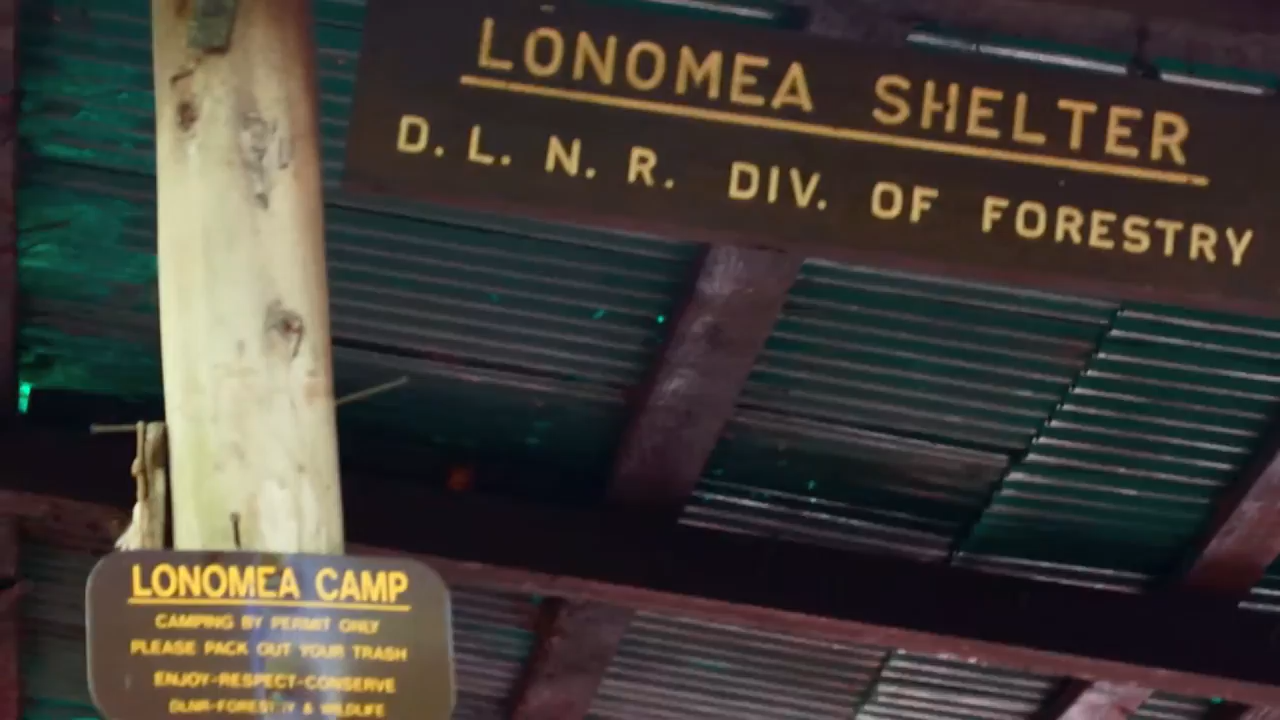 LONOMEA SHELTER
D. L. N. R. DIV. OF FORESTRY
LONOMEA CAMP
CAMPING BY PERMIT ONLY
PLEASE PACK OUT YOUR TRASH
ENJOY-RESPECT-CONSERVE
DLNR-FORESTRY & WILDLIFE